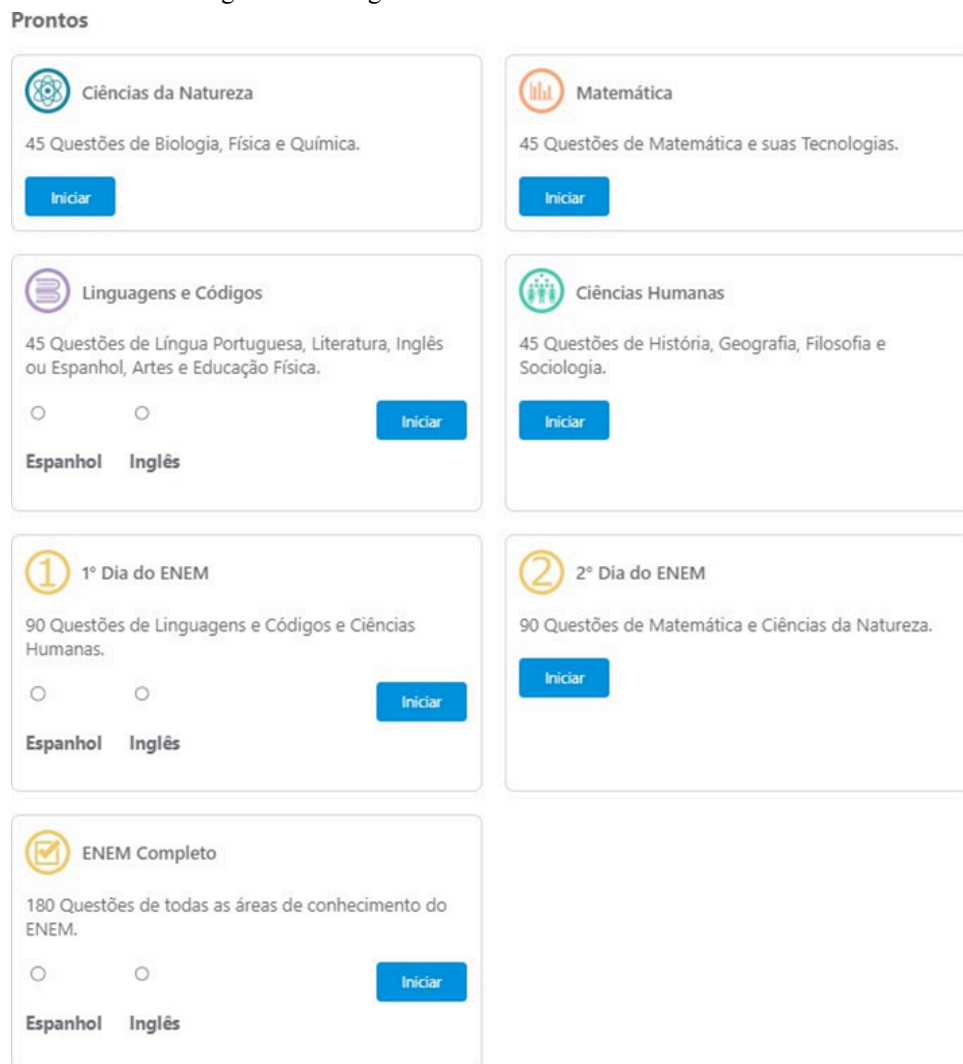 Prontos
Ciências da Natureza
45 Questões de Biologia, Física e Química.
Iniciar
Matemática
45 Questões de Matemática e suas Tecnologias.
Iniciar
Linguagens e Códigos
45 Questões de Língua Portuguesa, Literatura, Inglês
ou Espanhol, Artes e Educação Física.
Iniciar
Espanhol Inglês
Ciências Humanas
45 Questões de História, Geografia, Filosofia e
Sociologia.
Iniciar
1
1º Dia do ENEM
90 Questões de Linguagens e Códigos e Ciências
Humanas.
Iniciar
Espanhol Inglês
2
2º Dia do ENEM
90 Questões de Matemática e Ciências da Natureza.
Iniciar
ENEM Completo
180 Questões de todas as áreas de conhecimento do
ENEM.
Iniciar
Espanhol Inglês